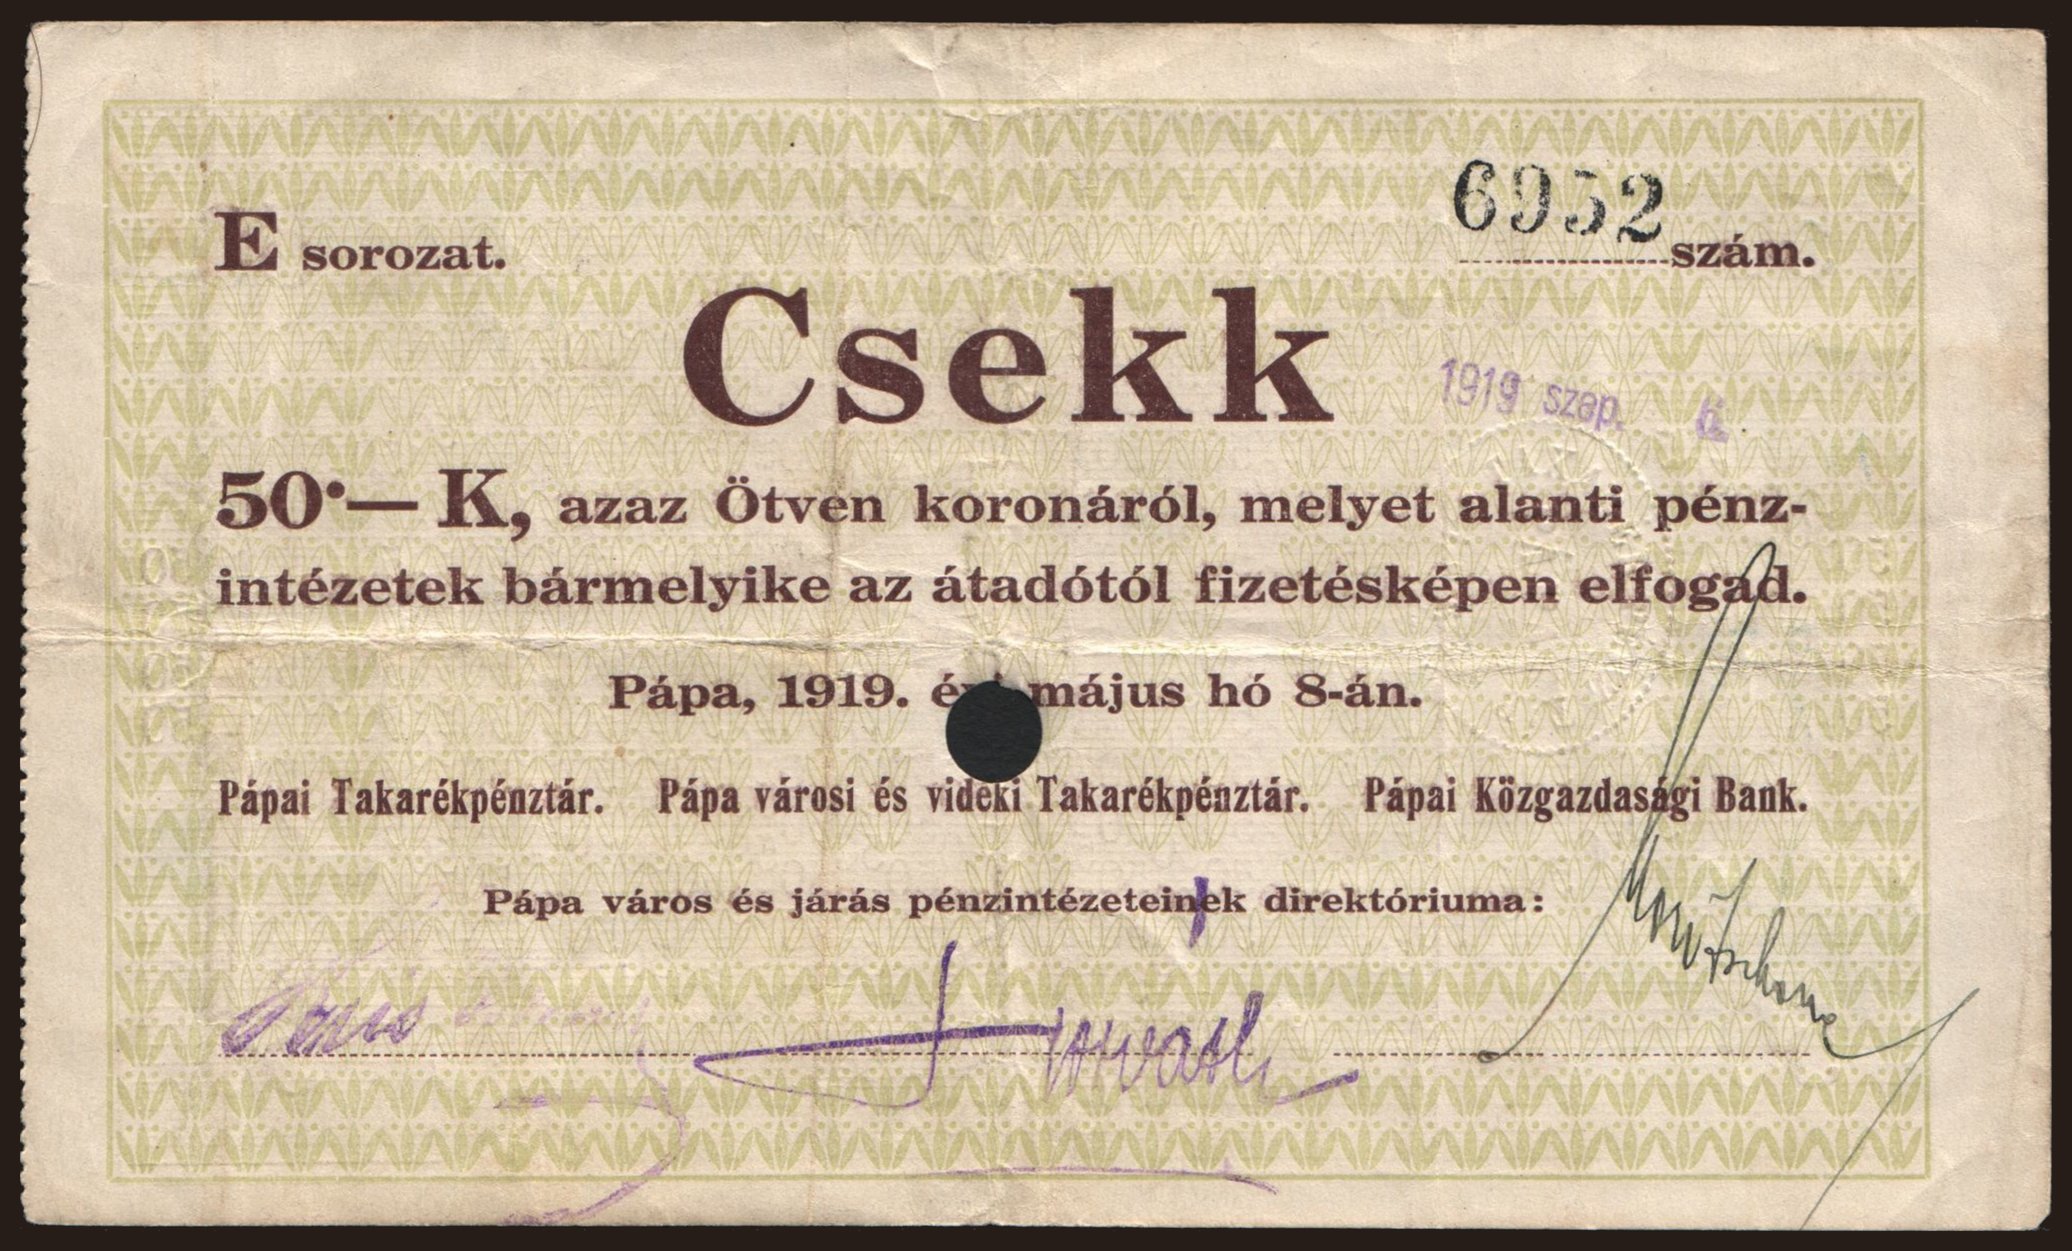 6952
E sorozat. szám.
Csekk
1919 szep. 6.
50·— K, azaz Ötven koronáról, melyet alanti pénz-
intézetek bármelyike az átadótól fizetésképen elfogad.
Pápa, 1919. évi május hó 8-án.
Pápai Takarékpénztár. Pápa városi és videki Takarékpénztár. Pápai Közgazdasági Bank.
Pápa város és járás pénzintézeteinek direktóriuma:
Horváth